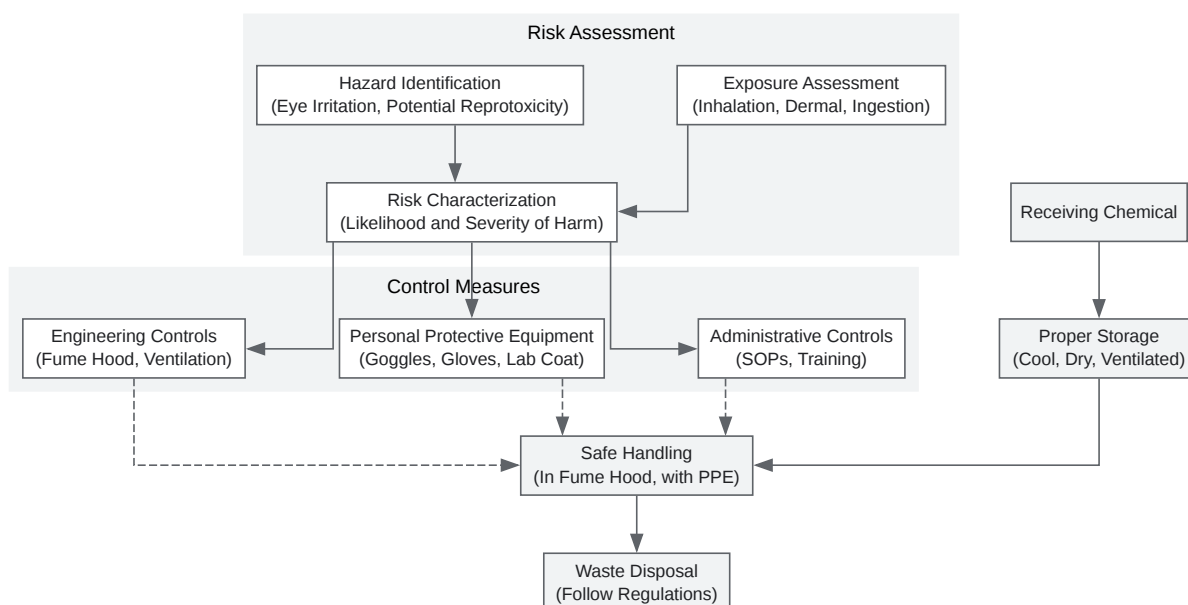 Risk Assessment
Hazard Identification
(Eye Irritation, Potential Reprotoxicity)
Exposure Assessment
(Inhalation, Dermal, Ingestion)
Risk Characterization
(Likelihood and Severity of Harm)
Receiving Chemical
Control Measures
Engineering Controls
(Fume Hood, Ventilation)
Personal Protective Equipment
(Goggles, Gloves, Lab Coat)
Administrative Controls
(SOPs, Training)
Proper Storage
(Cool, Dry, Ventilated)
Safe Handling
(In Fume Hood, with PPE)
Waste Disposal
(Follow Regulations)